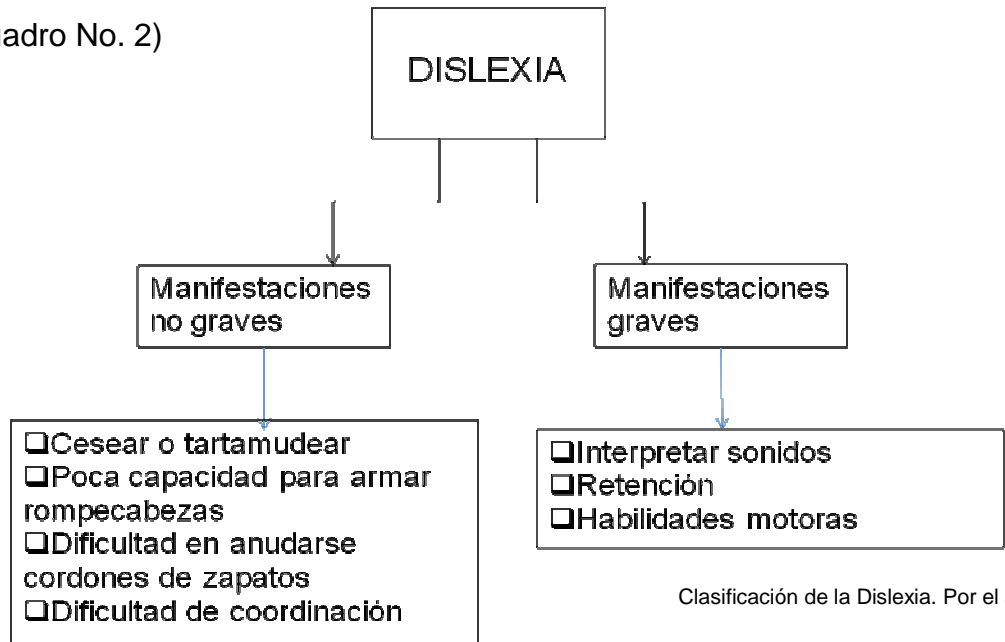 uadro No. 2)
DISLEXIA
Manifestaciones
no graves
Manifestaciones
graves
❑Cesear o tartamudear
❑Poca capacidad para armar
rompecabezas
❑Dificultad en anudarse
cordones de zapatos
❑Dificultad de coordinación
❑Interpretar sonidos
❑Retención
❑Habilidades motoras
Clasificación de la Dislexia. Por el